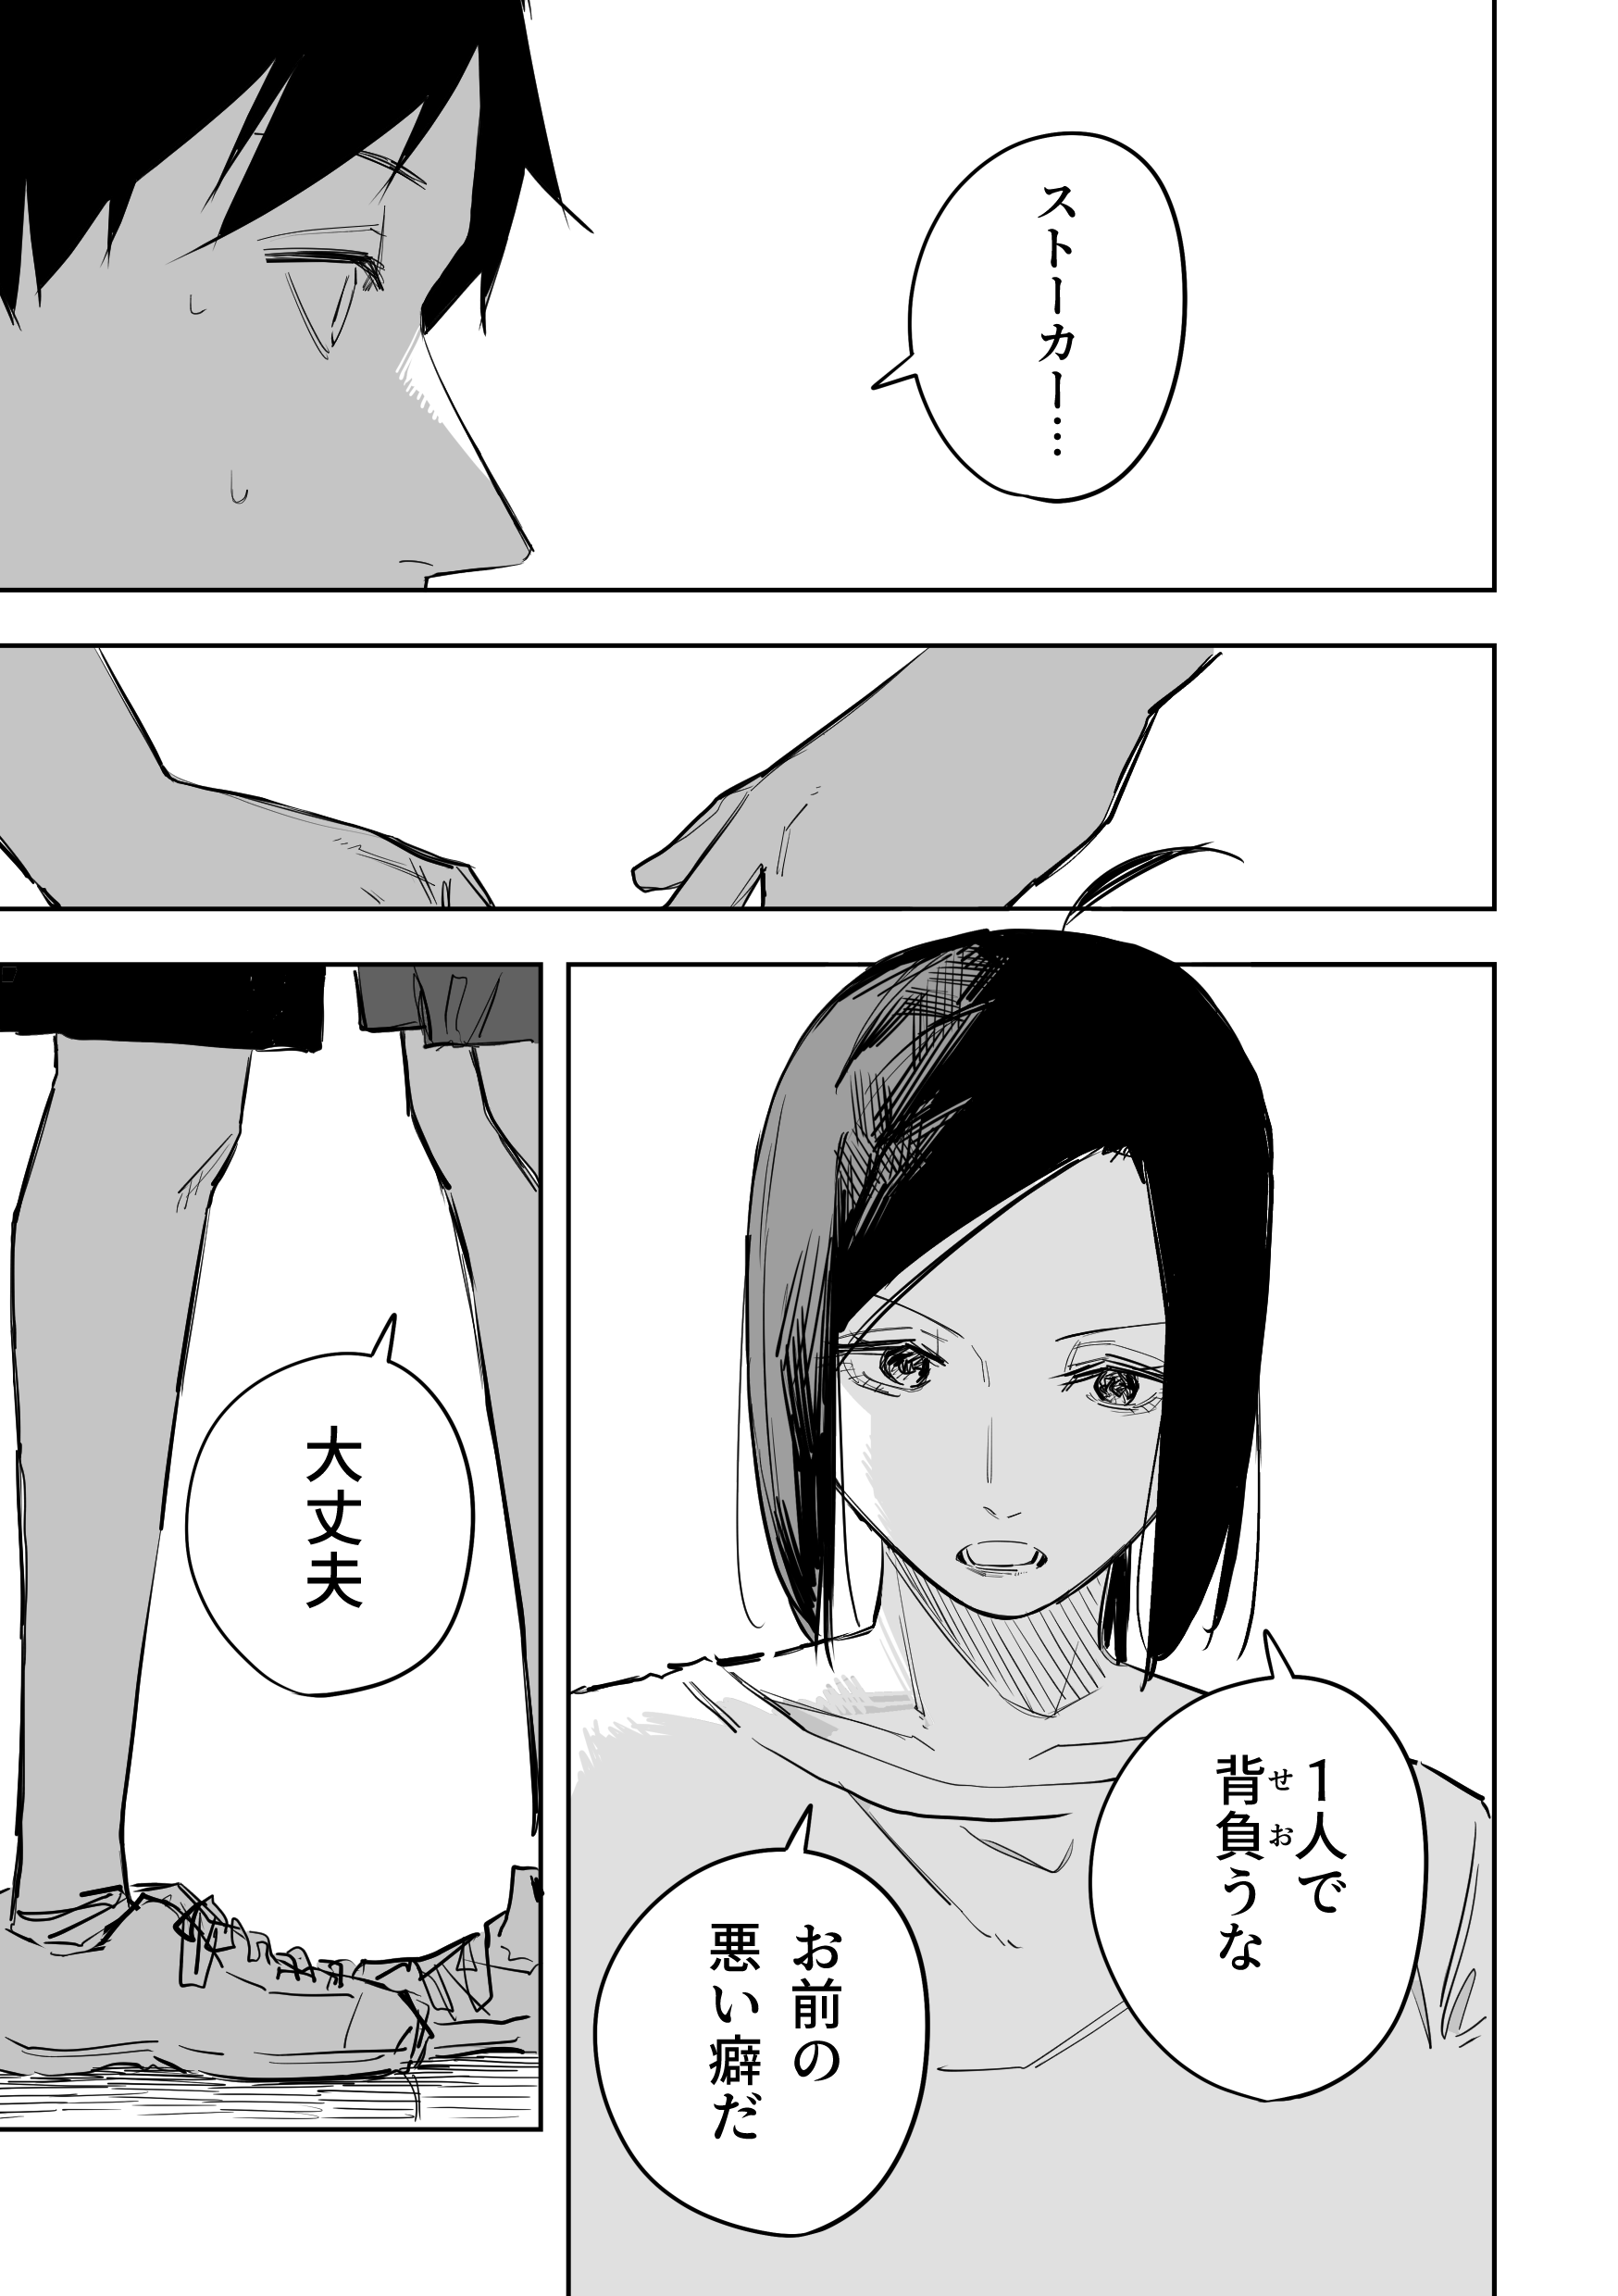 ストーカー…
1人で
背負うな
せお
お前の
悪い癖だ
大丈夫